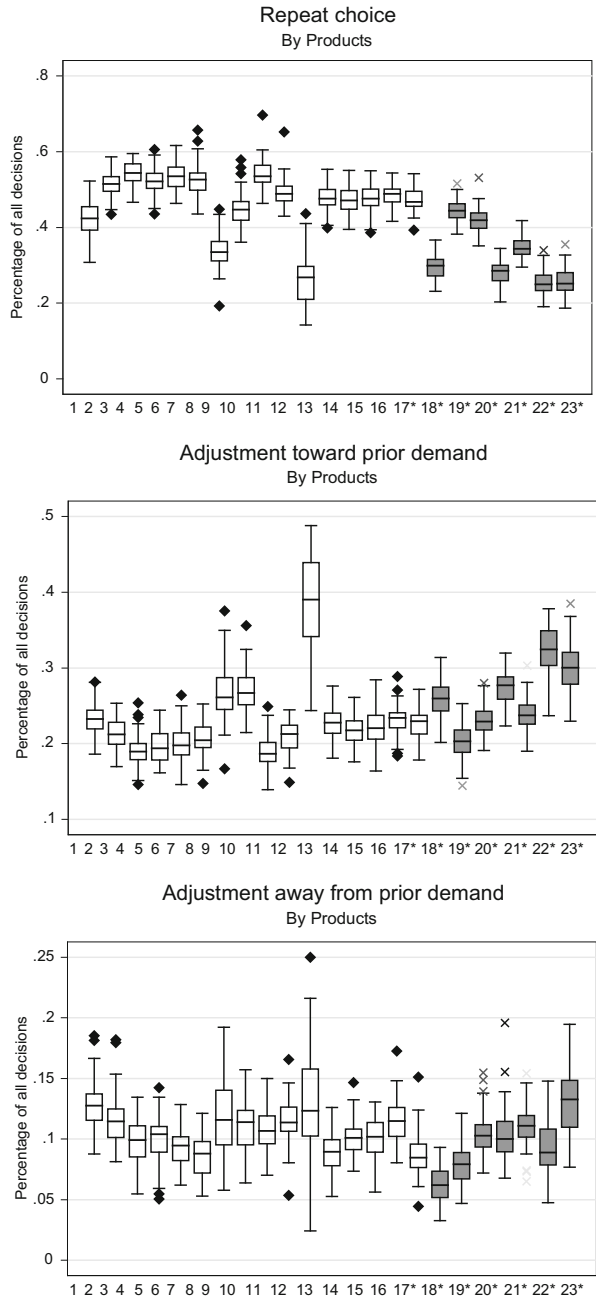 Repeat choice
By Products
Percentage of all decisions
.8
.6
.4
.2
0
1 2 3 4 5 6 7 8 9 10 11 12 13 14 15 16 17* 18* 19* 20* 21* 22* 23*
Adjustment toward prior demand
By Products
Percentage of all decisions
.5
.4
.3
.2
.1
1 2 3 4 5 6 7 8 9 10 11 12 13 14 15 16 17* 18* 19* 20* 21* 22* 23*
Adjustment away from prior demand
By Products
Percentage of all decisions
.25
.2
.15
.1
.05
0
1 2 3 4 5 6 7 8 9 10 11 12 13 14 15 16 17* 18* 19* 20* 21* 22* 23*